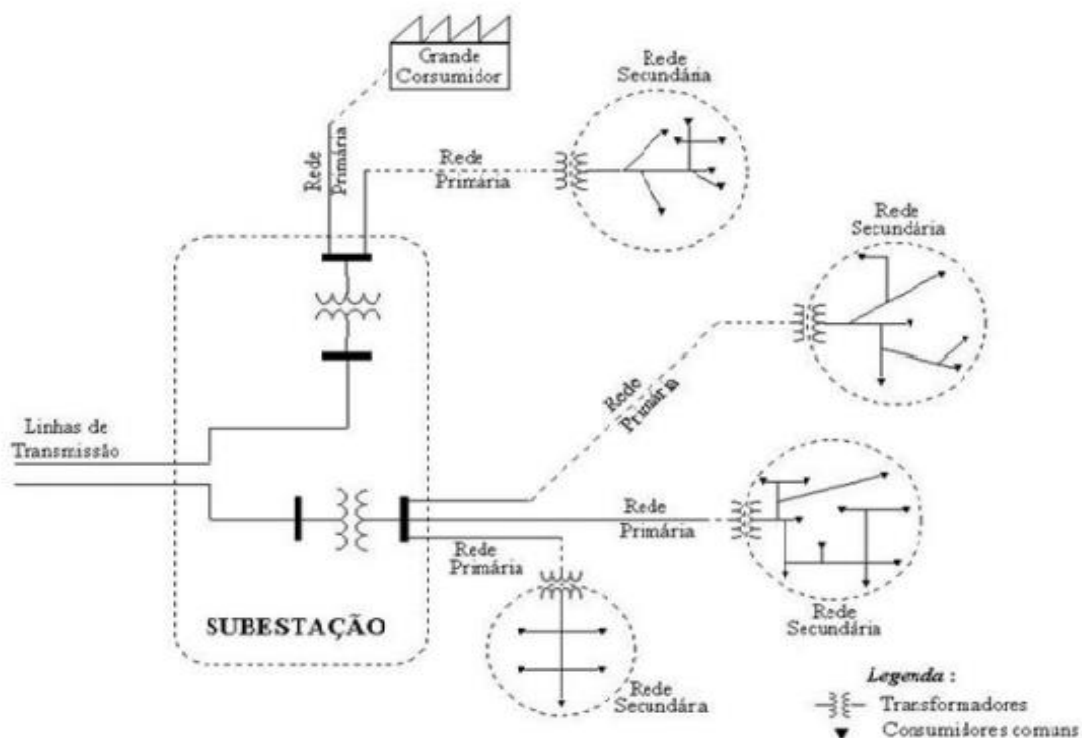 Grande
Corsumidor
Rede
Secundária
Rede
Primária
Rede
Primária
Rede
Secundária
Rede
Primária
Linhas de
Transmissão
Rede
Primária
Rede
Primária
SUBESTAÇÃO
Rede
Secundária
Rede
Secundára
Legenda :
Transformadores
Consumidores comuns